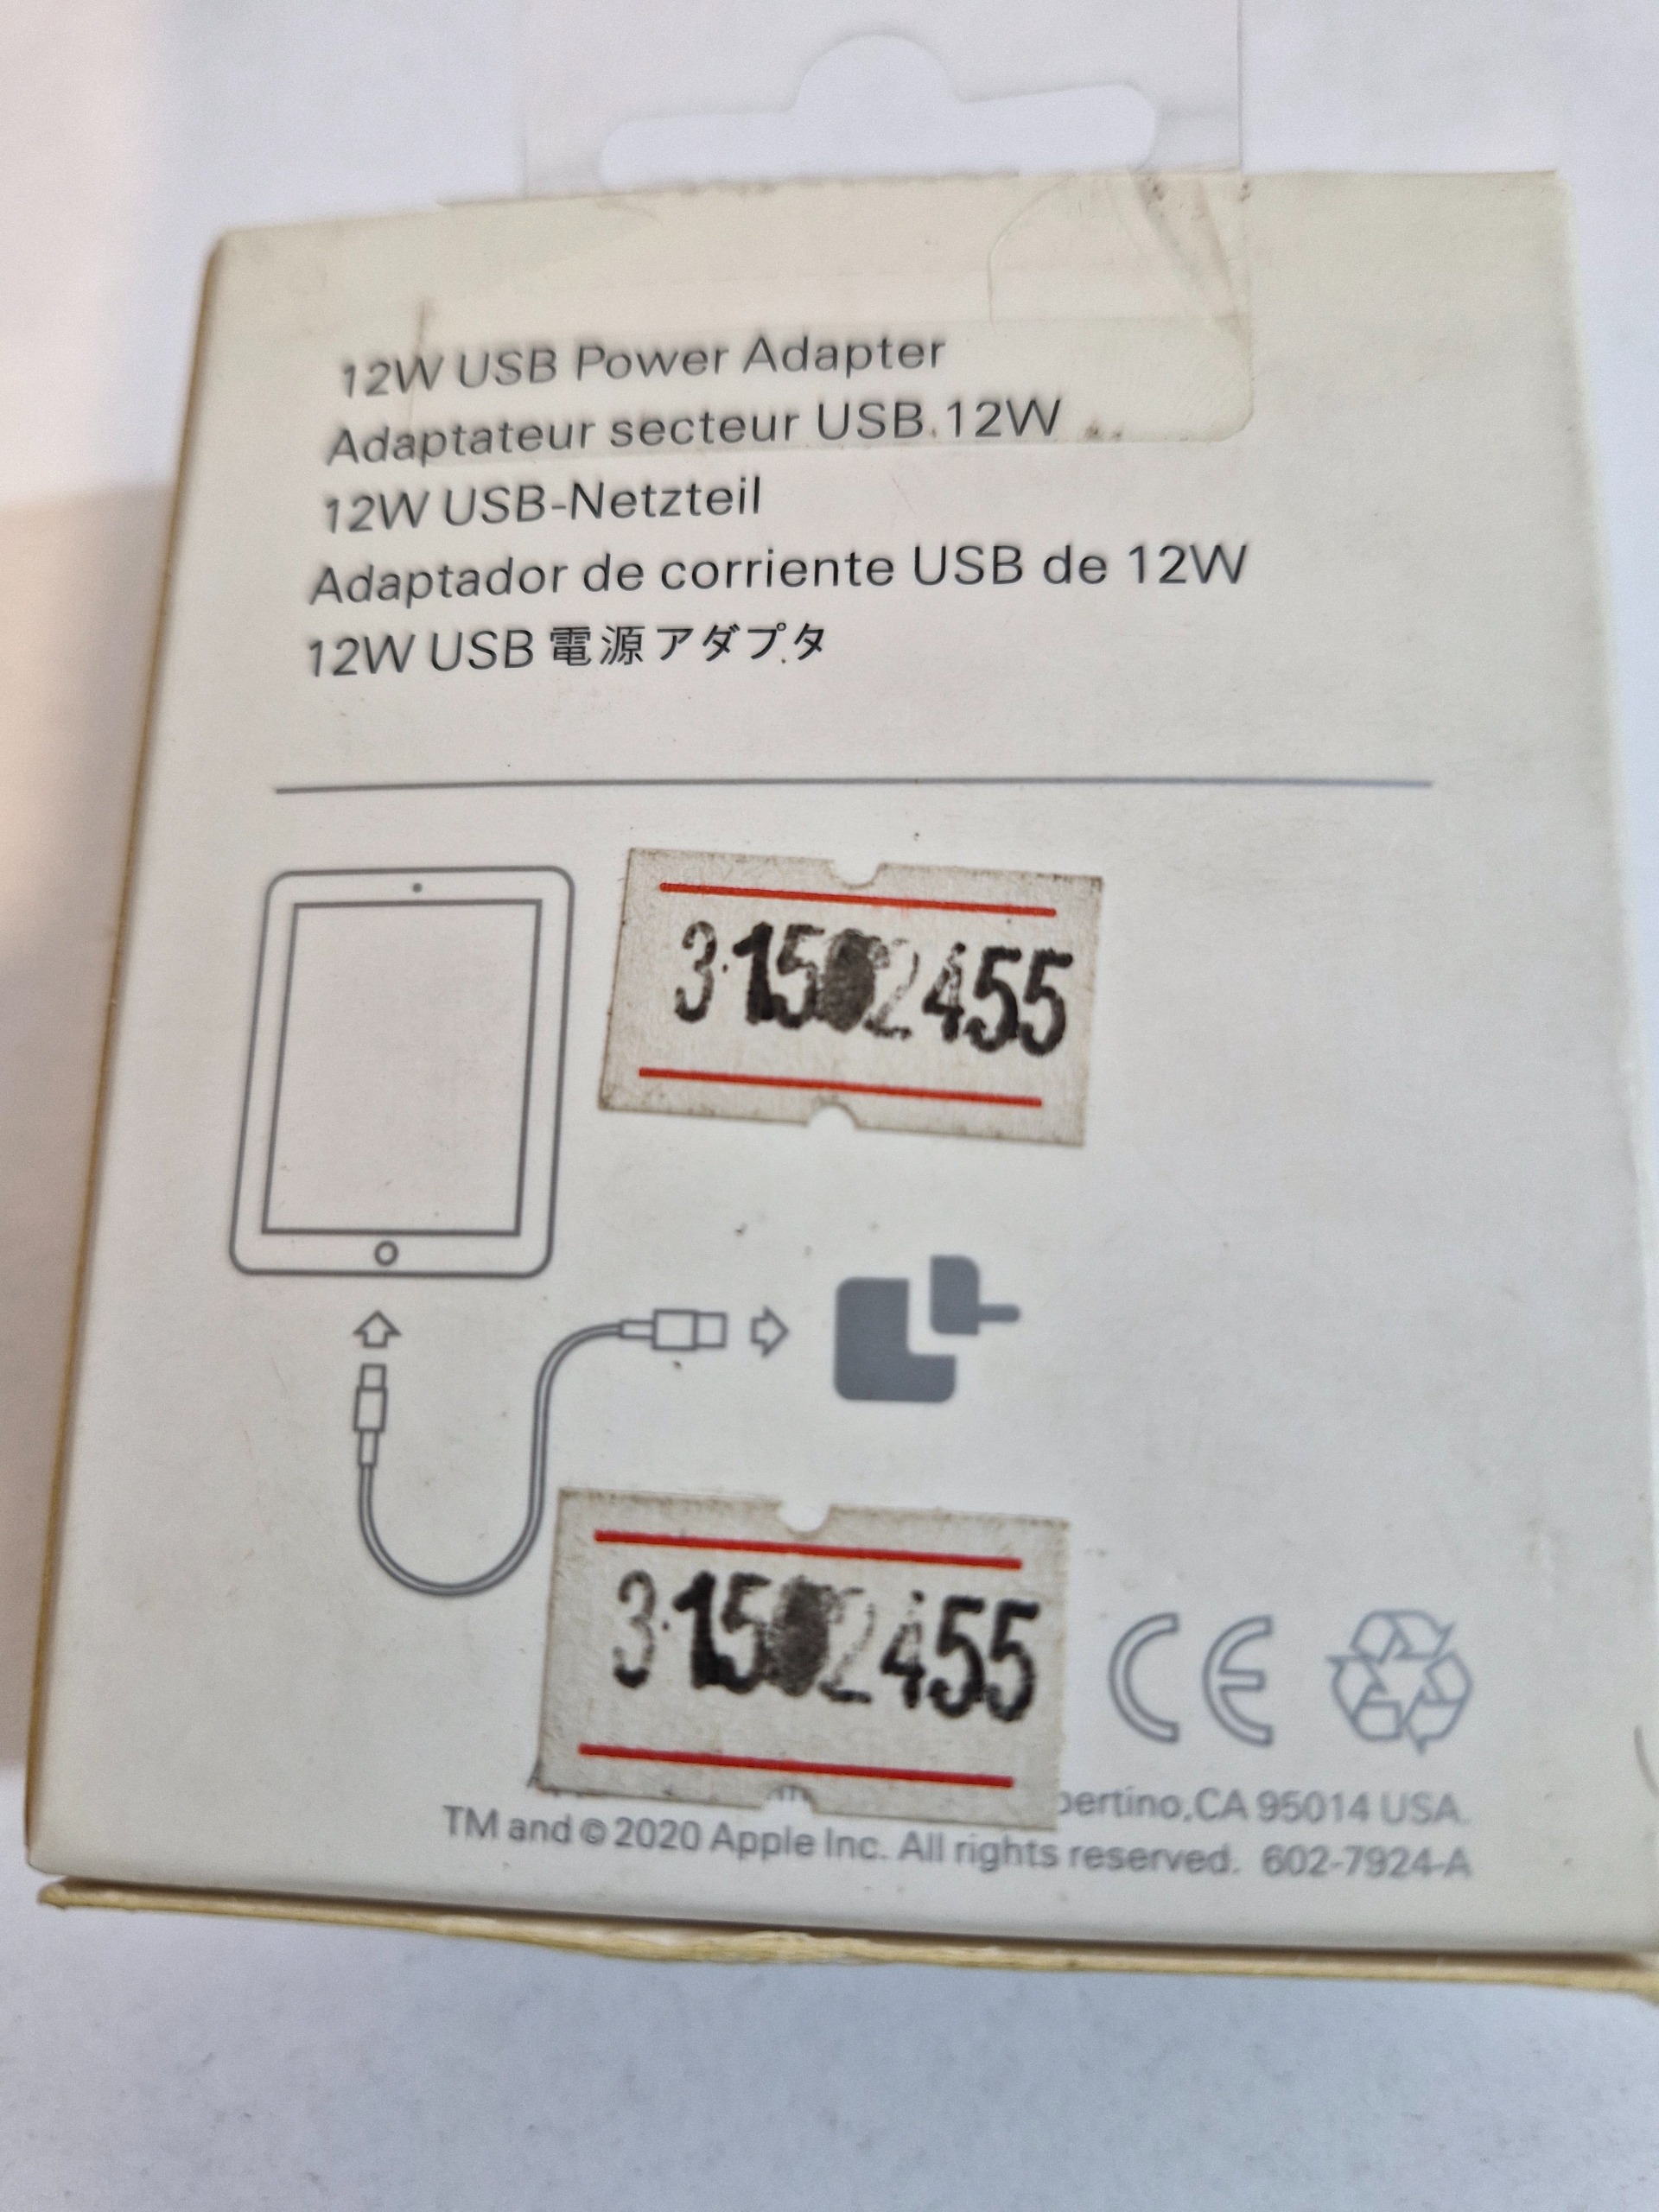 12W USB Power Adapter
Adaptateur secteur USB 12W
12W USB-Netzteil
Adaptador de corriente USB de 12W
12W USB 電源アダプタ
CE
CA 95014 USA.
TM and © 2020 Apple Inc. All rights reserved. 602-7924-A